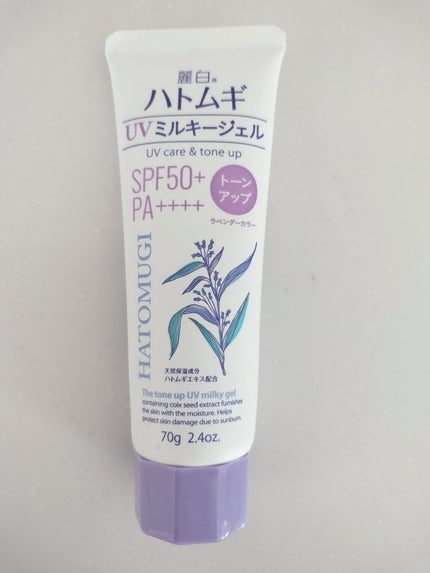 麗白®
ハトムギ
UVミルキージェル
UV care & tone up
SPF50+
PA++++
トーン
アップ
ラベンダーカラー
HATOMUGI
天然保湿成分
ハトムギエキス配合
The tone up UV milky gel
containing coix seed extract furnishes
the skin with the moisture. Helps
protect skin damage due to sunburn.
70g 2.4oz.